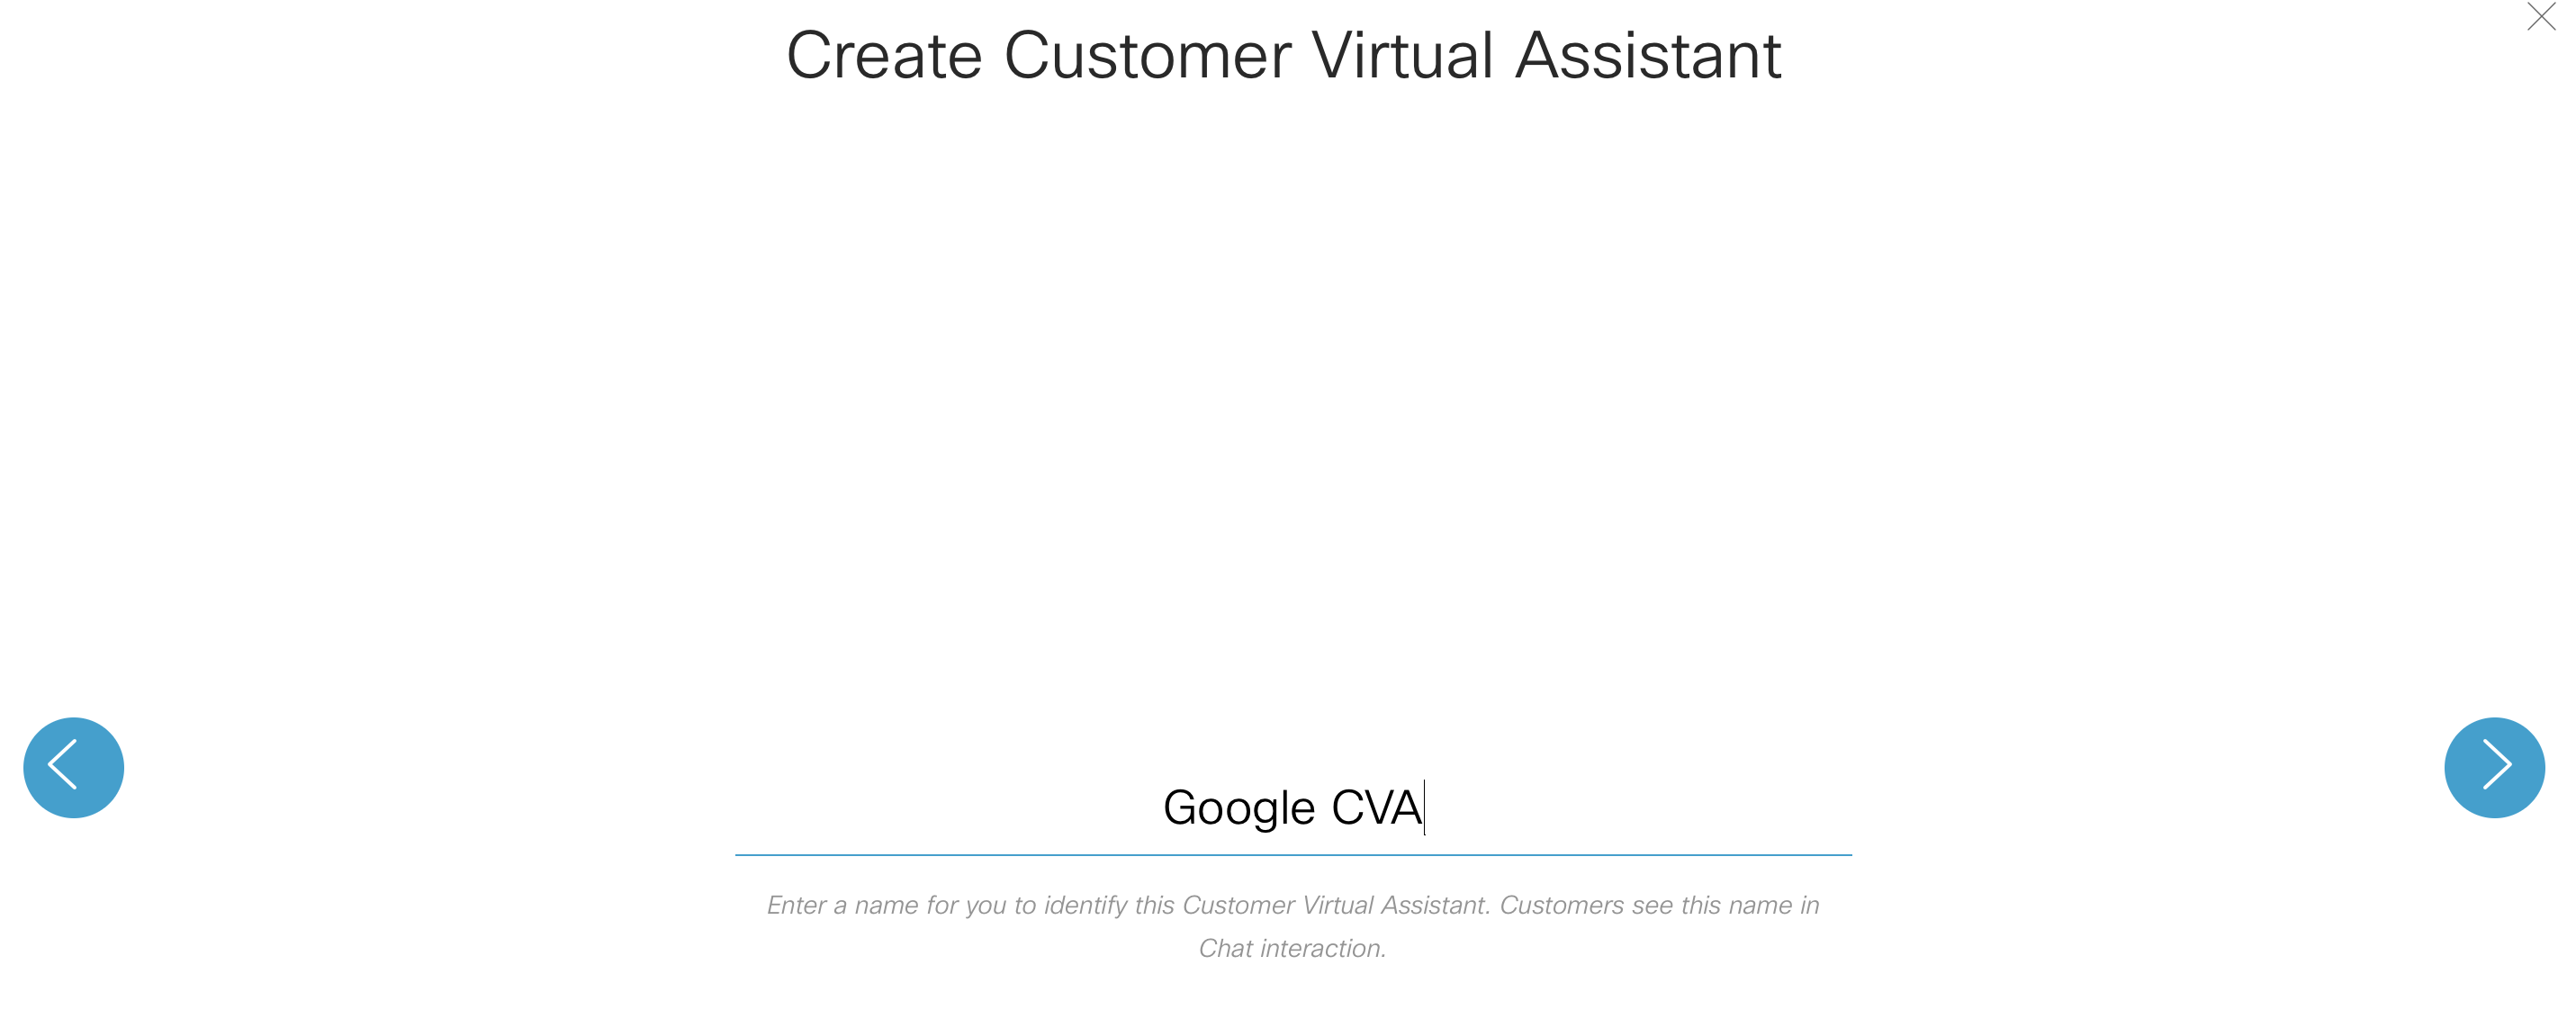 Create Customer Virtual Assistant
Google CVA
Enter a name for you to identify this Customer Virtual Assistant. Customers see this name in
Chat interaction.